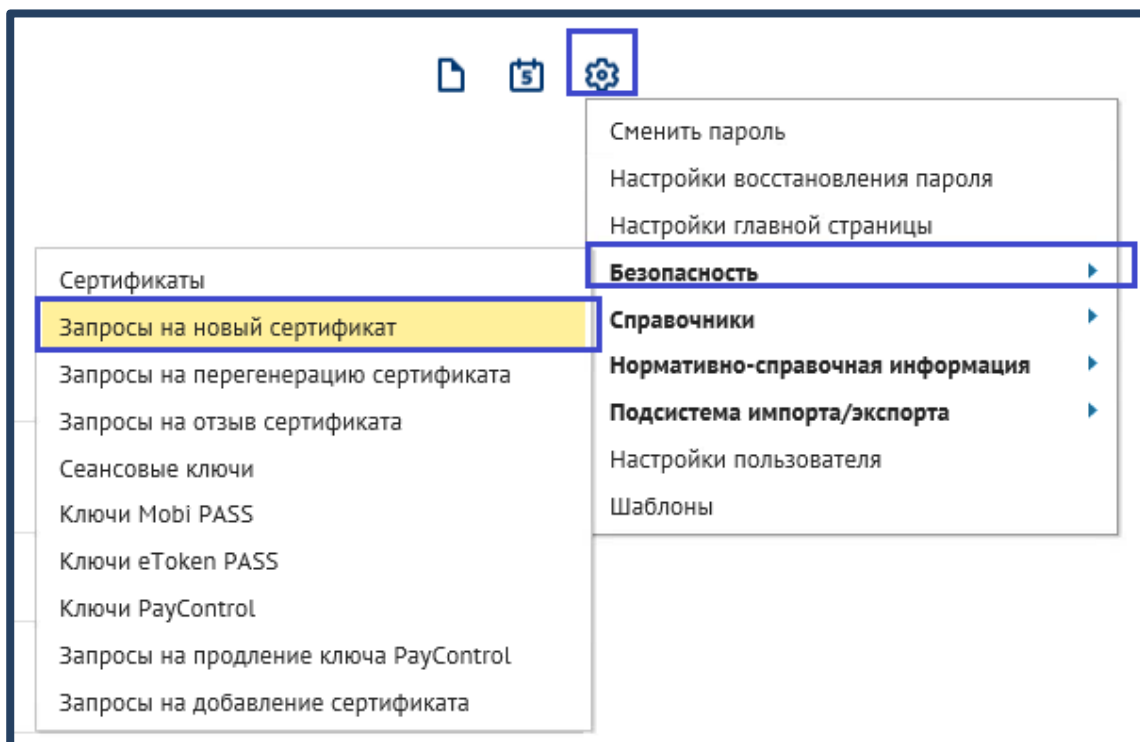 5
Сменить пароль
Настройки восстановления пароля
Настройки главной страницы
Безопасность
Справочники
Нормативно-справочная информация
Подсистема импорта/экспорта
Настройки пользователя
Шаблоны
Сертификаты
Запросы на новый сертификат
Запросы на перегенерацию сертификата
Запросы на отзыв сертификата
Сеансовые ключи
Ключи Mobi PASS
Ключи eToken PASS
Ключи PayControl
Запросы на продление ключа PayControl
Запросы на добавление сертификата